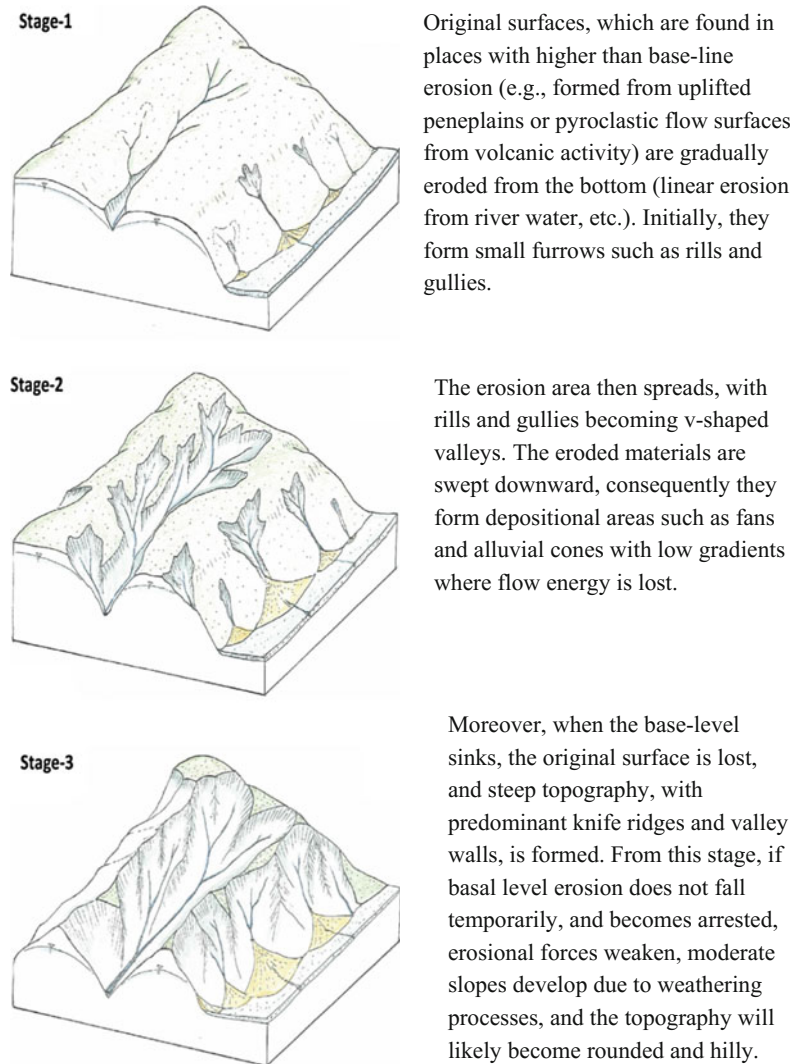 Stage-1
Original surfaces, which are found in
places with higher than base-line
erosion (e.g., formed from uplifted
peneplains or pyroclastic flow surfaces
from volcanic activity) are gradually
eroded from the bottom (linear erosion
from river water, etc.). Initially, they
form small furrows such as rills and
gullies.
Stage-2
The erosion area then spreads, with
rills and gullies becoming v-shaped
valleys. The eroded materials are
swept downward, consequently they
form depositional areas such as fans
and alluvial cones with low gradients
where flow energy is lost.
Stage-3
Moreover, when the base-level
sinks, the original surface is lost,
and steep topography, with
predominant knife ridges and valley
walls, is formed. From this stage, if
basal level erosion does not fall
temporarily, and becomes arrested,
erosional forces weaken, moderate
slopes develop due to weathering
processes, and the topography will
likely become rounded and hilly.